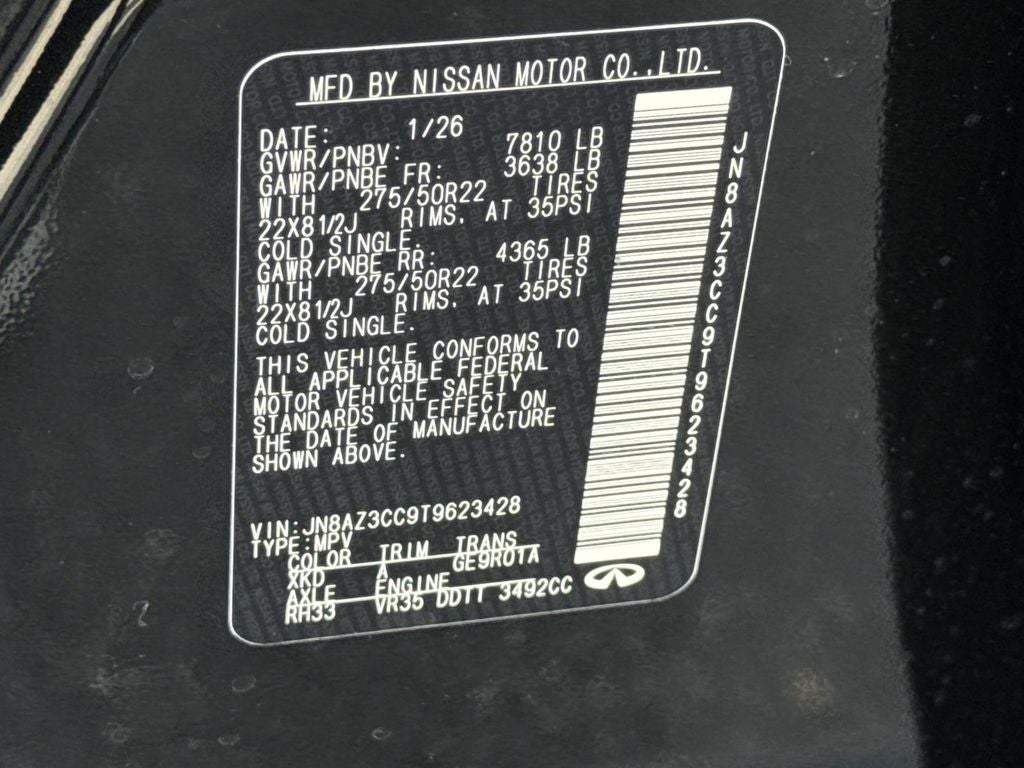 MFD BY NISSAN MOTOR CO.,LTD.
DATE: 1/26
GVWR/PNBV: 7810 LB
GAWR/PNBE FR: 3638 LB
WITH 275/50R22 TIRES
22X81/2J RIMS, AT 35PSI
COLD SINGLE.
GAWR/PNBE RR: 4365 LB
WITH 275/50R22 TIRES
22X81/2J RIMS, AT 35PSI
COLD SINGLE.
THIS VEHICLE CONFORMS TO
ALL APPLICABLE FEDERAL
MOTOR VEHICLE SAFETY
STANDARDS IN EFFECT ON
THE DATE OF MANUFACTURE
SHOWN ABOVE.
VIN:JN8AZ3CC9T9623428
TYPE:MPV
COLOR TRIM TRANS
XKD A GE9R01A
AXLE ENGINE
RH33 VR35 DDTT 3492CC
JN8AZ3CC9T9623428